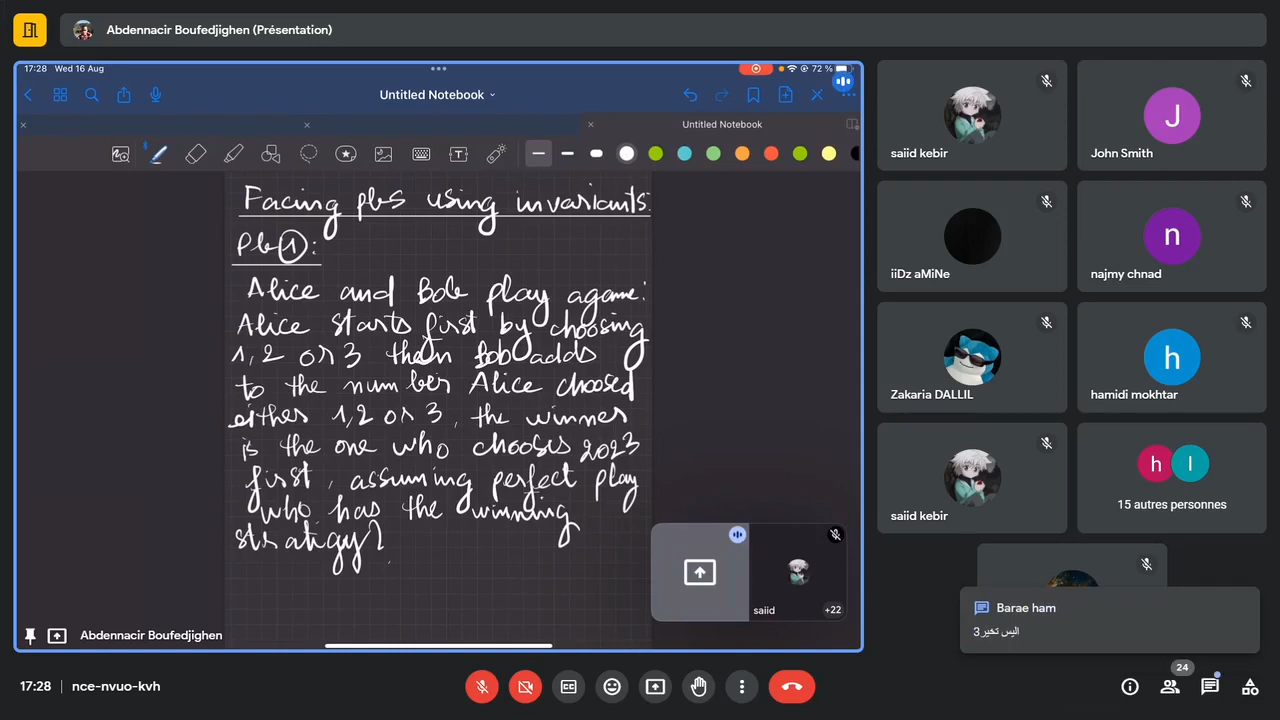 Abdennacir Boufedjighen (Présentation)
17:28 Wed 16 Aug
72 %
Untitled Notebook
Untitled Notebook
Facing pbs using invariants:
Pb 1:
Alice and Bob play a game:
Alice starts first by choosing
1, 2 or 3 then Bob adds
to the number Alice choosed
either 1, 2 or 3, the winner
is the one who chooses 2023
first, assuming perfect play
who has the winning
strategy?
saiid
+22
Abdennacir Boufedjighen
saiid kebir
John Smith
iiDz aMiNe
n
najmy chnad
J
Zakaria DALLIL
h
hamidi mokhtar
saiid kebir
h
l
15 autres personnes
Barae ham
اليس تخير3
17:28
nce-nvuo-kvh
24